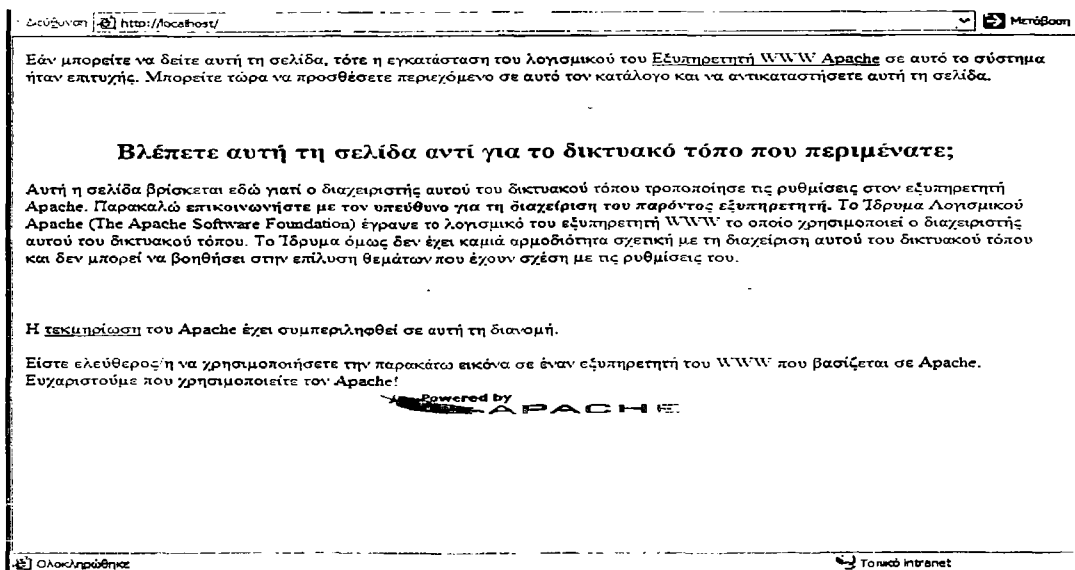 Διεύθυνση http://localhost/ Μετάβαση
Εάν μπορείτε να δείτε αυτή τη σελίδα, τότε η εγκατάσταση του λογισμικού του Εξυπηρετητή WWW Apache σε αυτό το σύστημα
ήταν επιτυχής. Μπορείτε τώρα να προσθέσετε περιεχόμενο σε αυτό τον κατάλογο και να αντικαταστήσετε αυτή τη σελίδα.
Βλέπετε αυτή τη σελίδα αντί για το δικτυακό τόπο που περιμένατε;
Αυτή η σελίδα βρίσκεται εδώ γιατί ο διαχειριστής αυτού του δικτυακού τόπου τροποποίησε τις ρυθμίσεις στον εξυπηρετητή
Apache. Παρακαλώ επικοινωνήστε με τον υπεύθυνο για τη διαχείριση του παρόντος εξυπηρετητή. Το Ίδρυμα Λογισμικού
Apache (The Apache Software Foundation) έγραψε το λογισμικό του εξυπηρετητή WWW το οποίο χρησιμοποιεί ο διαχειριστής
αυτού του δικτυακού τόπου. Το Ίδρυμα όμως δεν έχει καμιά αρμοδιότητα σχετική με τη διαχείριση αυτού του δικτυακού τόπου
και δεν μπορεί να βοηθήσει στην επίλυση θεμάτων που έχουν σχέση με τις ρυθμίσεις του.
Η τεκμηρίωση του Apache έχει συμπεριληφθεί σε αυτή τη διανομή.
Είστε ελεύθερος/η να χρησιμοποιήσετε την παρακάτω εικόνα σε έναν εξυπηρετητή του WWW που βασίζεται σε Apache.
Ευχαριστούμε που χρησιμοποιείτε τον Apache!
Powered by
APACHE
Ολοκληρώθηκε Τοπικό intranet